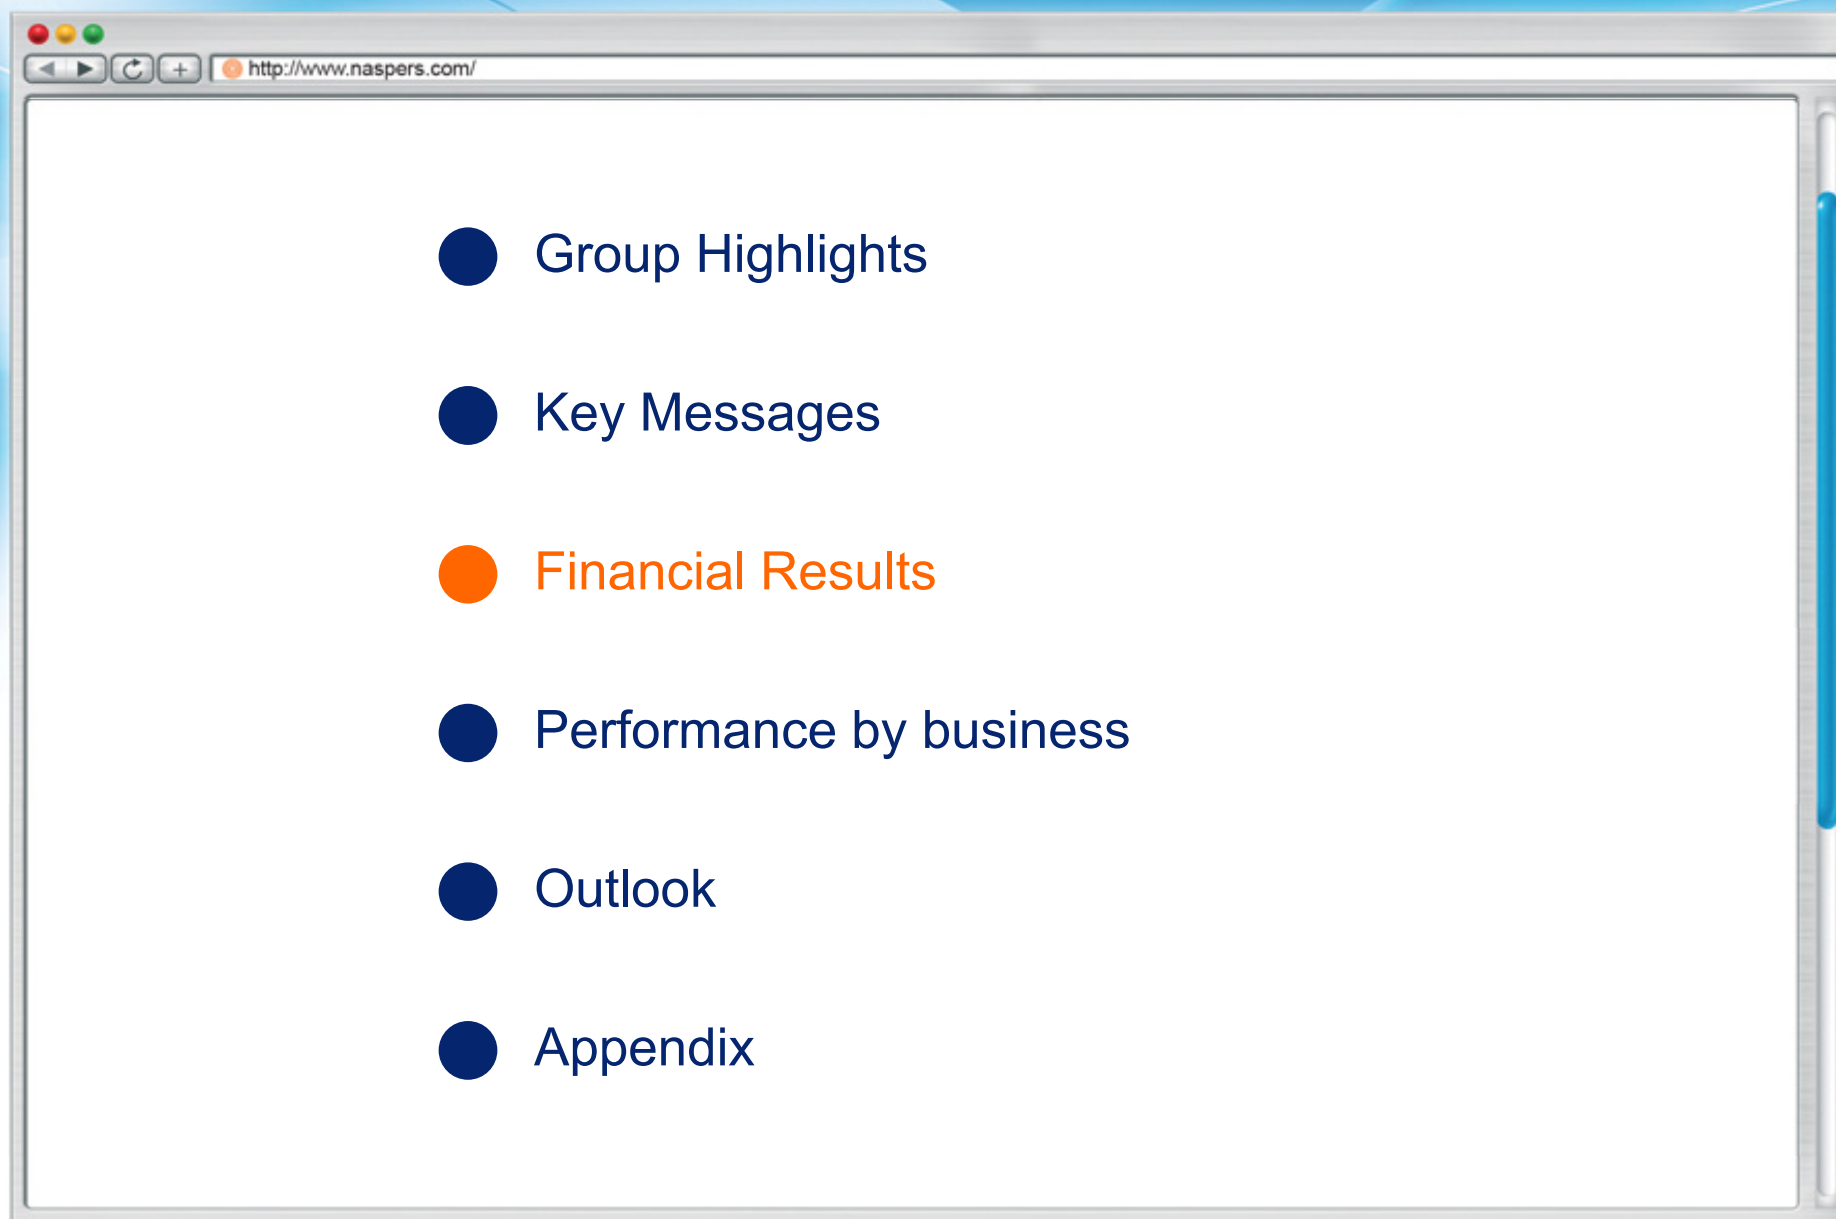 http://www.naspers.com/
Group Highlights
Key Messages
Financial Results
Performance by business
Outlook
Appendix